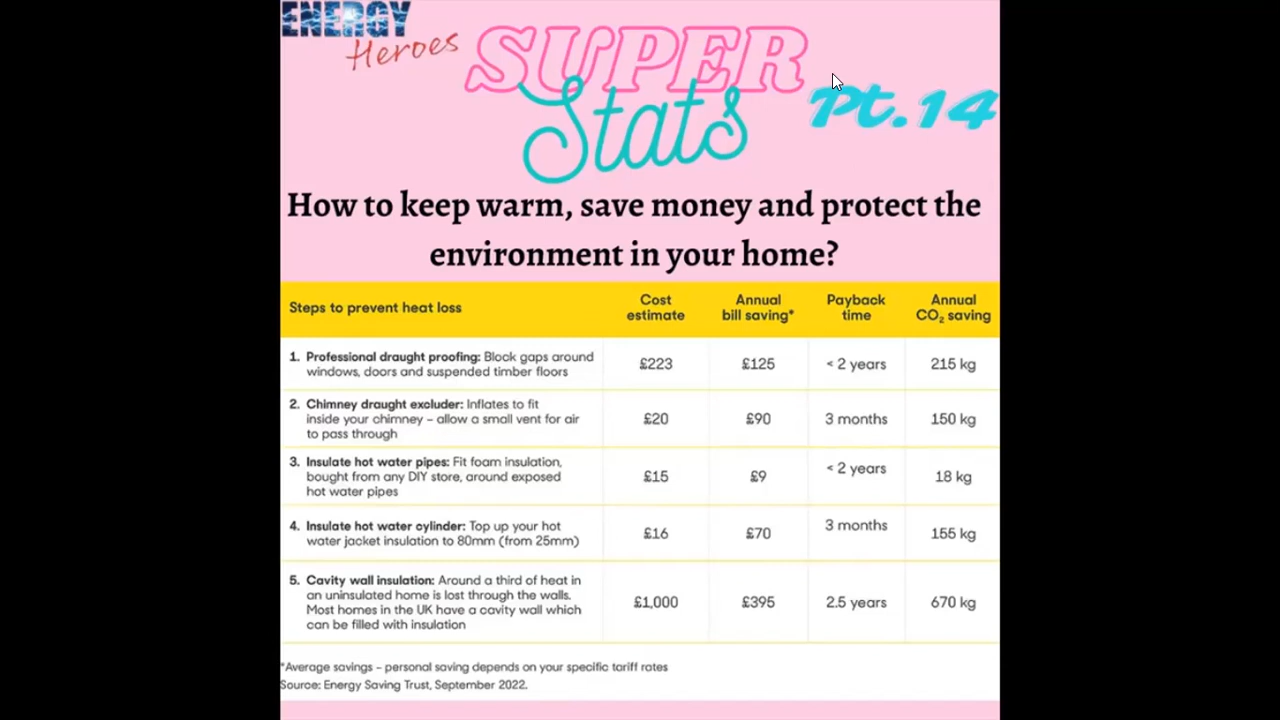 ENERGY
Heroes
SUPER
Stats
Pt.14
How to keep warm, save money and protect the
environment in your home?
Steps to prevent heat loss
Cost
estimate
Annual
bill saving*
Payback
time
Annual
CO₂ saving
1. Professional draught proofing: Block gaps around
windows, doors and suspended timber floors
£223
£125
< 2 years
215 kg
2. Chimney draught excluder: Inflates to fit
inside your chimney – allow a small vent for air
to pass through
£20
£90
3 months
150 kg
3. Insulate hot water pipes: Fit foam insulation,
bought from any DIY store, around exposed
hot water pipes
£15
£9
< 2 years
18 kg
4. Insulate hot water cylinder: Top up your hot
water jacket insulation to 80mm (from 25mm)
£16
£70
3 months
155 kg
5. Cavity wall insulation: Around a third of heat in
an uninsulated home is lost through the walls.
Most homes in the UK have a cavity wall which
can be filled with insulation
£1,000
£395
2.5 years
670 kg
*Average savings – personal saving depends on your specific tariff rates
Source: Energy Saving Trust, September 2022.